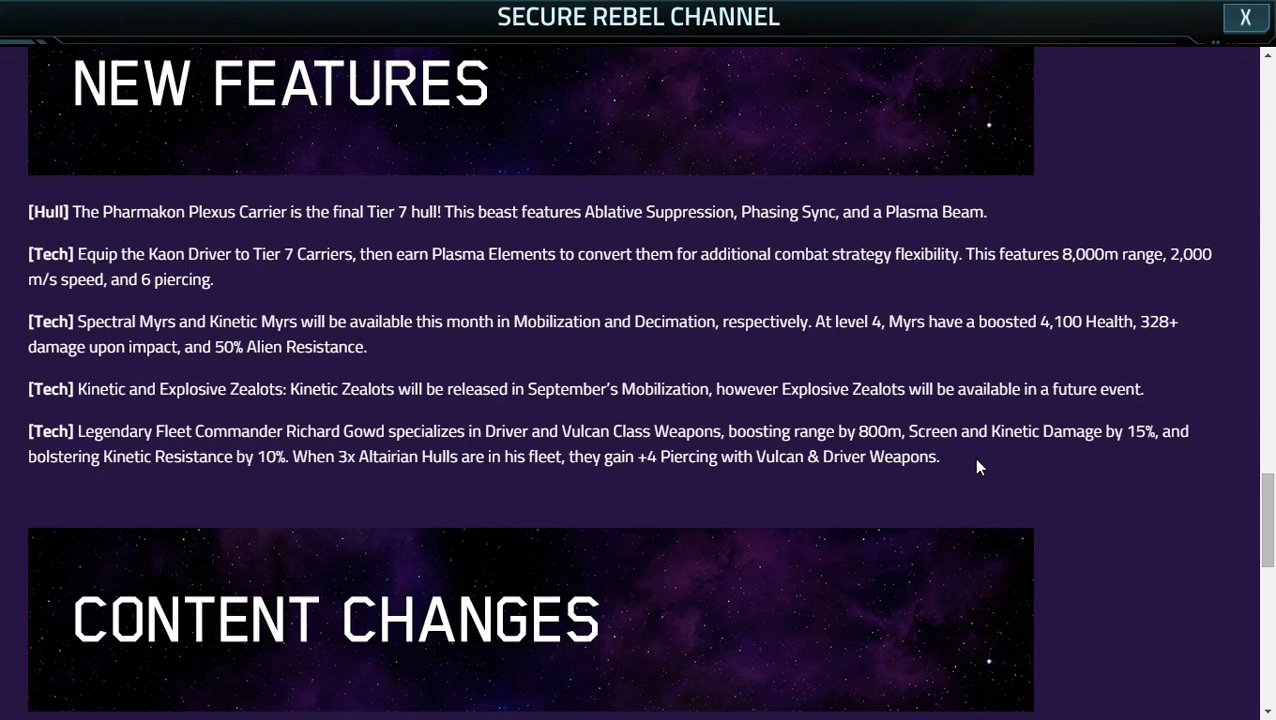 SECURE REBEL CHANNEL
X
NEW FEATURES
[Hull] The Pharmakon Plexus Carrier is the final Tier 7 hull! This beast features Ablative Suppression, Phasing Sync, and a Plasma Beam.
[Tech] Equip the Kaon Driver to Tier 7 Carriers, then earn Plasma Elements to convert them for additional combat strategy flexibility. This features 8,000m range, 2,000
m/s speed, and 6 piercing.
[Tech] Spectral Myrs and Kinetic Myrs will be available this month in Mobilization and Decimation, respectively. At level 4, Myrs have a boosted 4,100 Health, 328+
damage upon impact, and 50% Alien Resistance.
[Tech] Kinetic and Explosive Zealots: Kinetic Zealots will be released in September’s Mobilization, however Explosive Zealots will be available in a future event.
[Tech] Legendary Fleet Commander Richard Gowd specializes in Driver and Vulcan Class Weapons, boosting range by 800m, Screen and Kinetic Damage by 15%, and
bolstering Kinetic Resistance by 10%. When 3x Altairian Hulls are in his fleet, they gain +4 Piercing with Vulcan & Driver Weapons.
CONTENT CHANGES